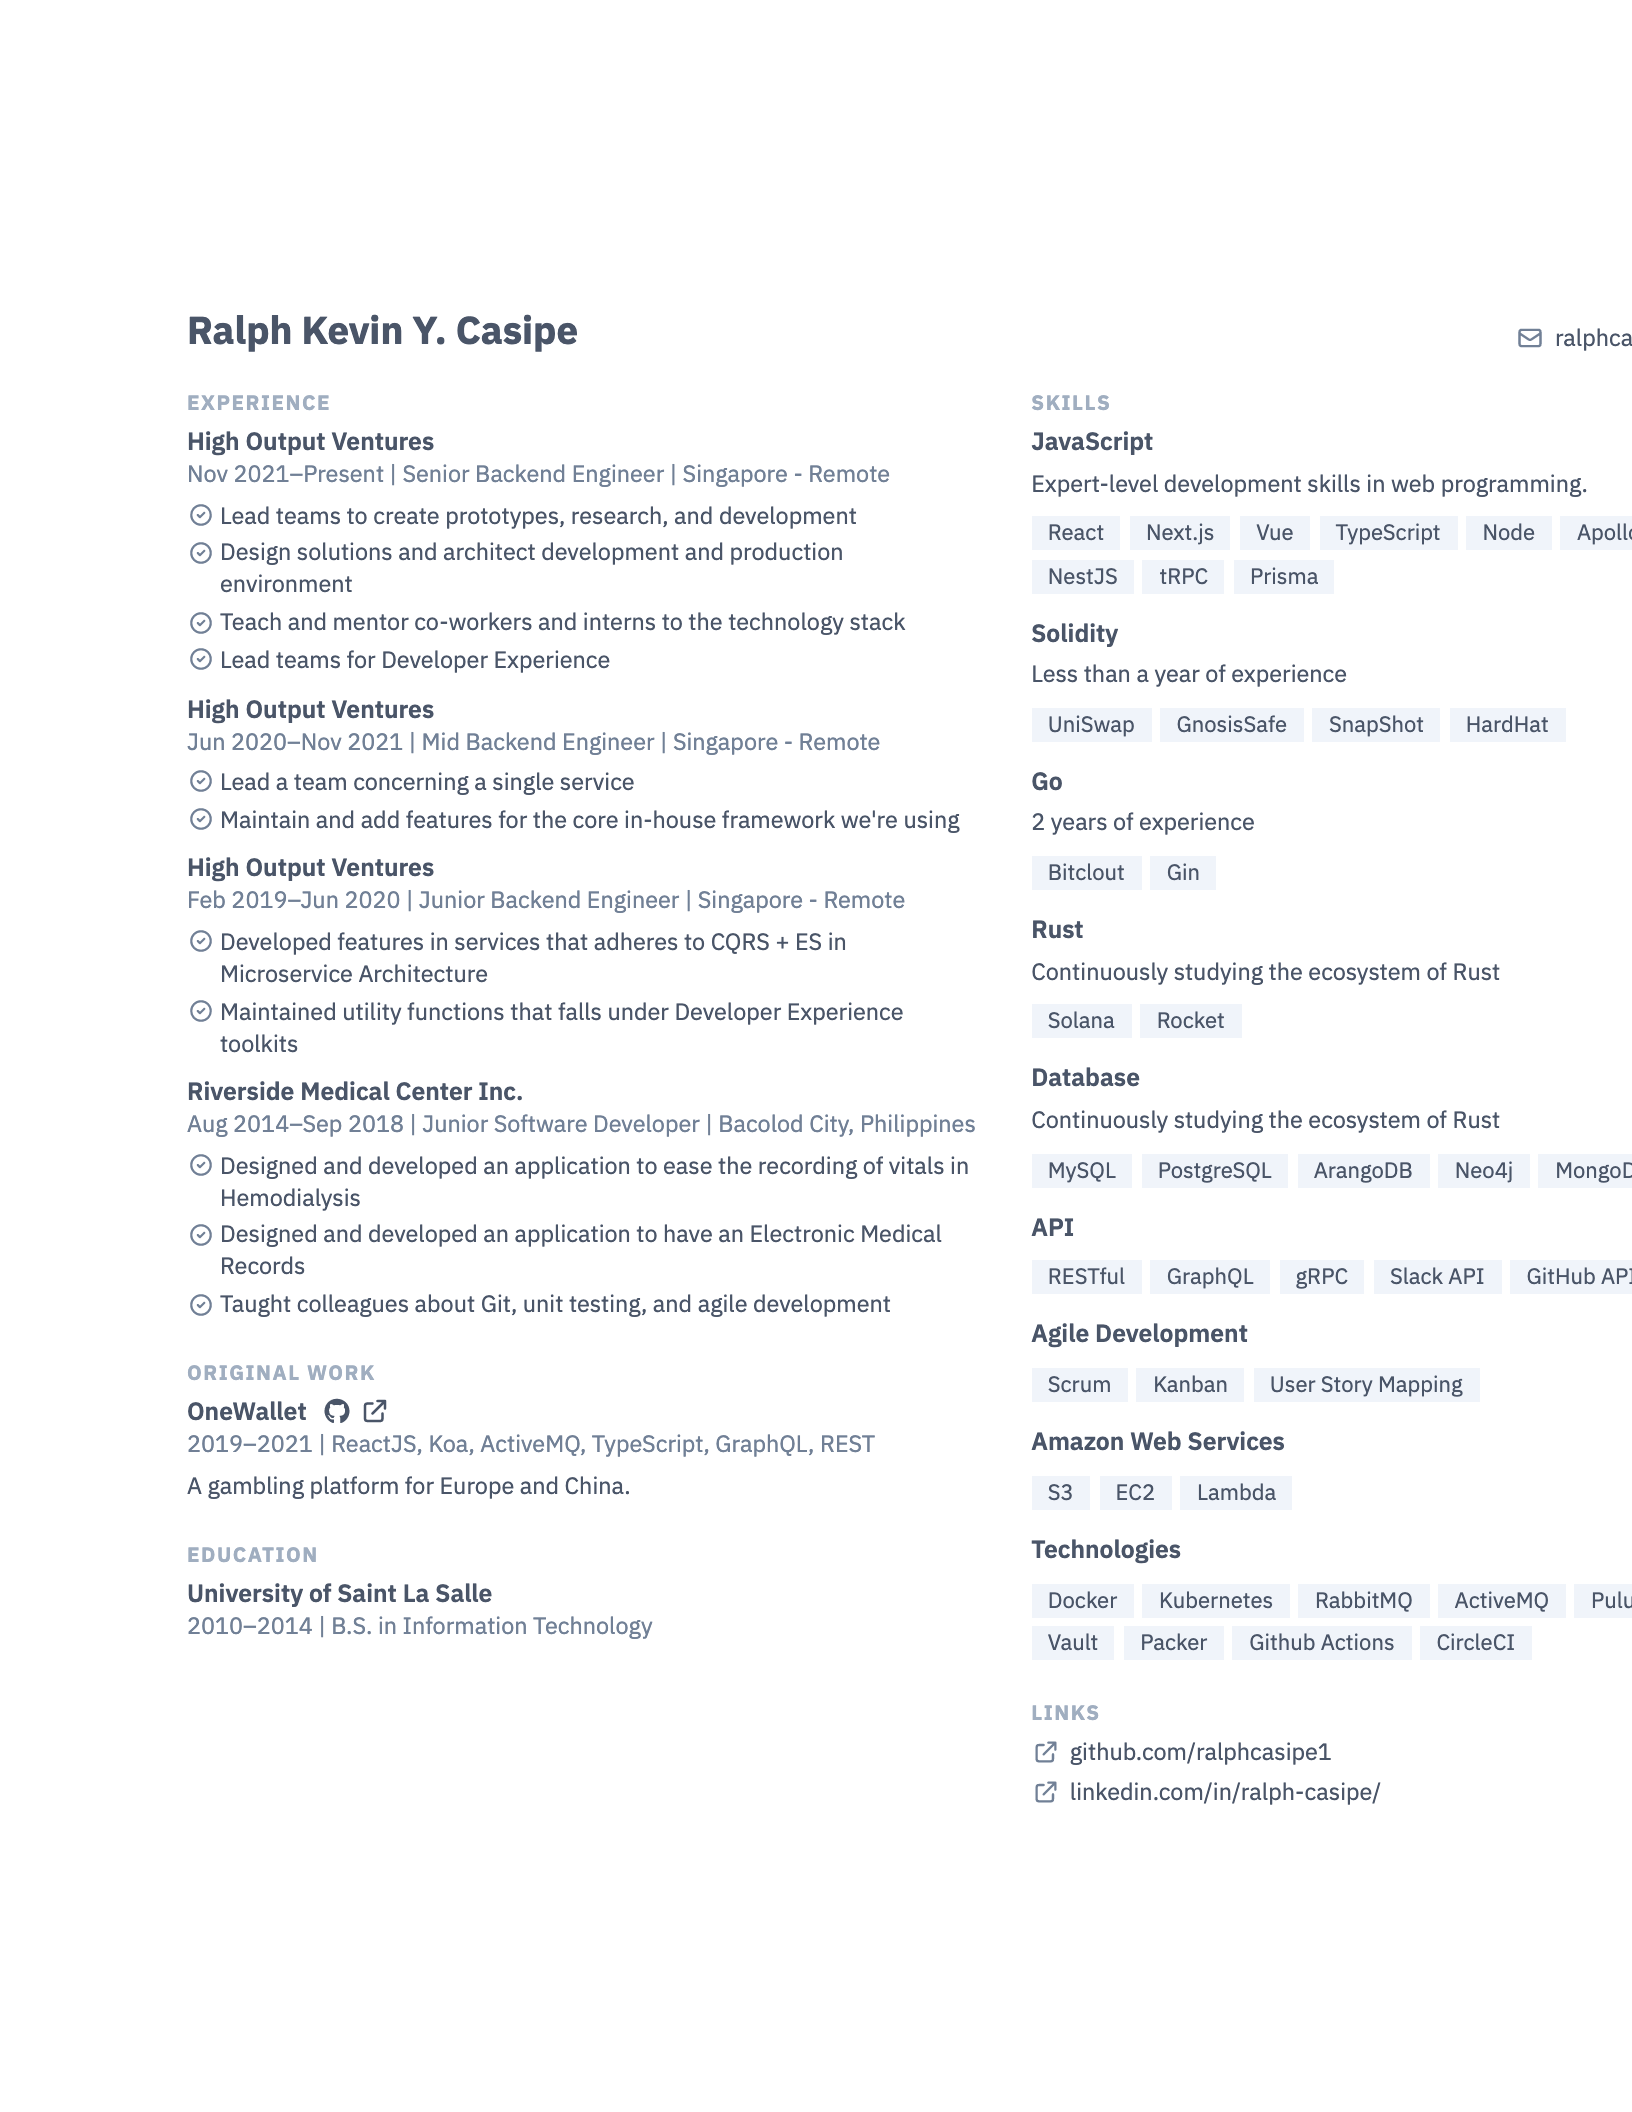 Ralph Kevin Y. Casipe
EXPERIENCE
High Output Ventures
Nov 2021–Present | Senior Backend Engineer | Singapore - Remote
Lead teams to create prototypes, research, and development
Design solutions and architect development and production
environment
Teach and mentor co-workers and interns to the technology stack
Lead teams for Developer Experience
High Output Ventures
Jun 2020–Nov 2021 | Mid Backend Engineer | Singapore - Remote
Lead a team concerning a single service
Maintain and add features for the core in-house framework we're using
High Output Ventures
Feb 2019–Jun 2020 | Junior Backend Engineer | Singapore - Remote
Developed features in services that adheres to CQRS + ES in
Microservice Architecture
Maintained utility functions that falls under Developer Experience
toolkits
Riverside Medical Center Inc.
Aug 2014–Sep 2018 | Junior Software Developer | Bacolod City, Philippines
Designed and developed an application to ease the recording of vitals in
Hemodialysis
Designed and developed an application to have an Electronic Medical
Records
Taught colleagues about Git, unit testing, and agile development
ORIGINAL WORK
OneWallet
2019–2021 | ReactJS, Koa, ActiveMQ, TypeScript, GraphQL, REST
A gambling platform for Europe and China.
EDUCATION
University of Saint La Salle
2010–2014 | B.S. in Information Technology
SKILLS
JavaScript
Expert-level development skills in web programming.
React Next.js Vue TypeScript Node
NestJS tRPC Prisma
Solidity
Less than a year of experience
UniSwap GnosisSafe SnapShot HardHat
Go
2 years of experience
Bitclout Gin
Rust
Continuously studying the ecosystem of Rust
Solana Rocket
Database
Continuously studying the ecosystem of Rust
MySQL PostgreSQL ArangoDB Neo4j
API
RESTful GraphQL gRPC Slack API GitHub API
Agile Development
Scrum Kanban User Story Mapping
Amazon Web Services
S3 EC2 Lambda
Technologies
Docker Kubernetes RabbitMQ ActiveMQ
Vault Packer Github Actions CircleCI
LINKS
github.com/ralphcasipe1
linkedin.com/in/ralph-casipe/